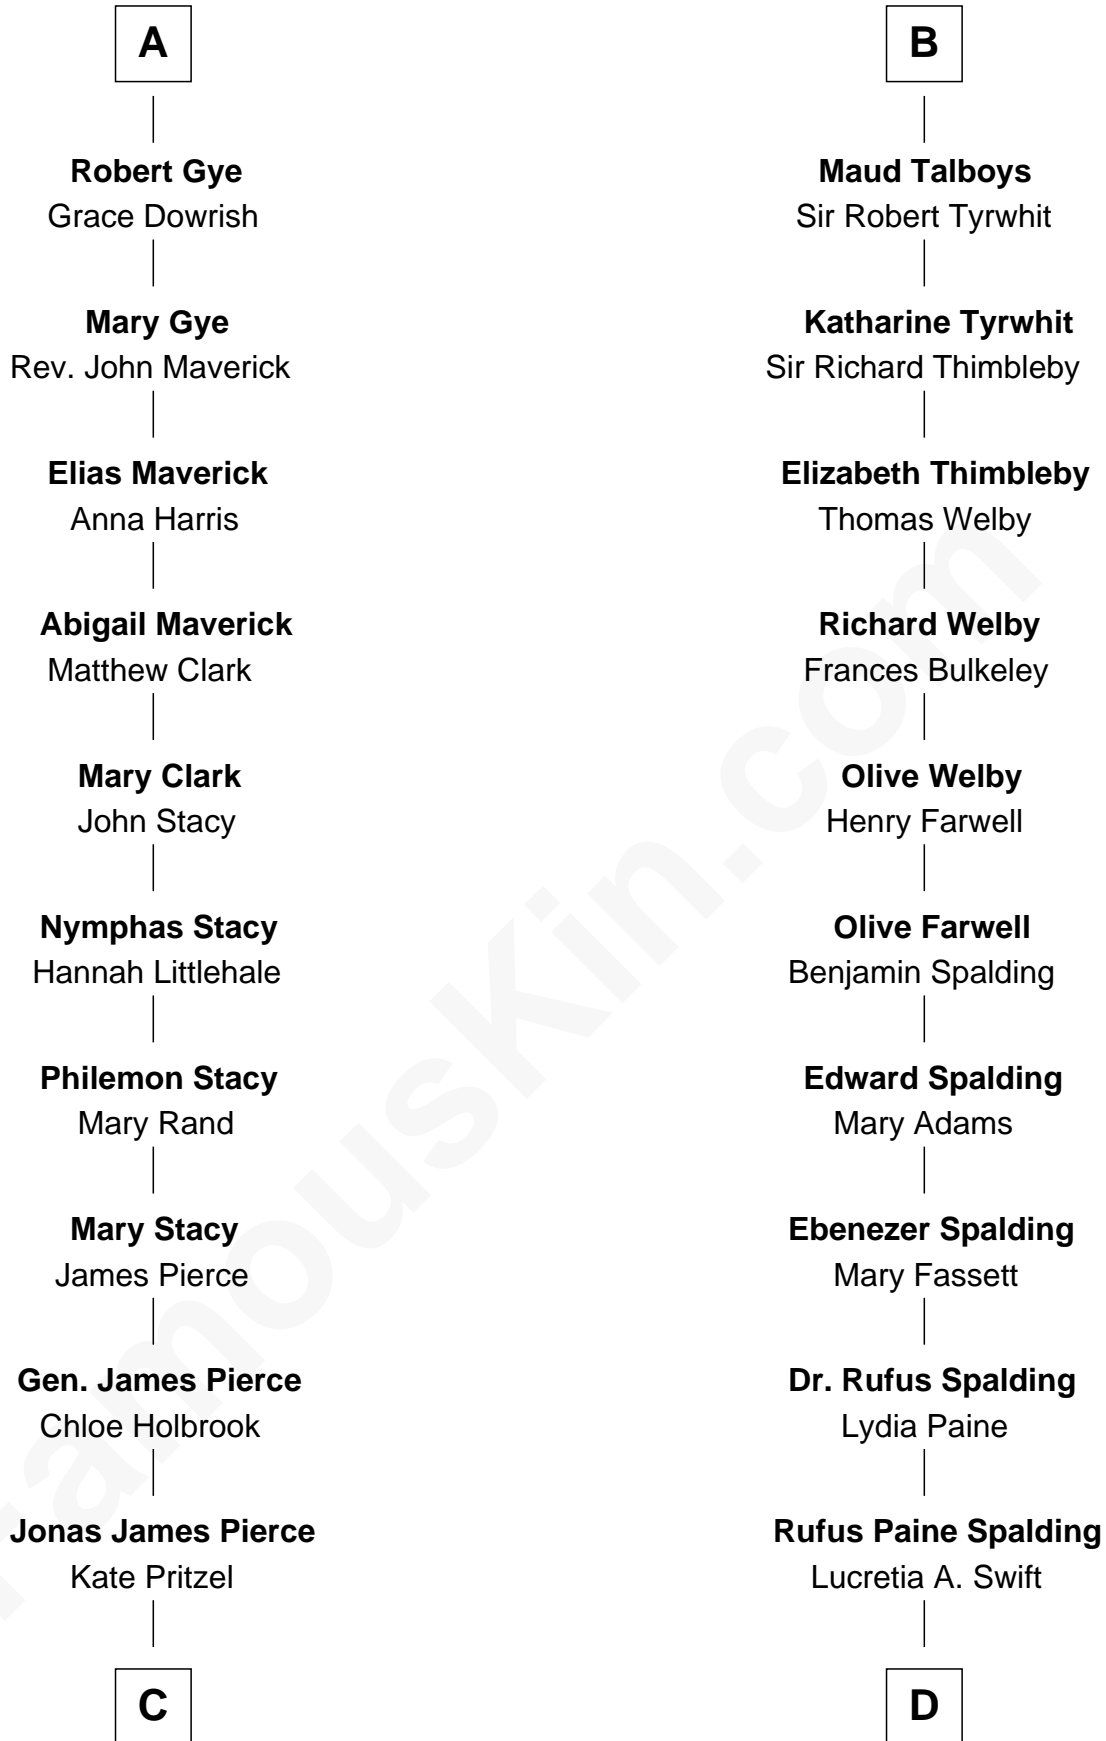 A
Robert Gye
Grace Dowrish
Mary Gye
Rev. John Maverick
Elias Maverick
Anna Harris
Abigail Maverick
Matthew Clark
Mary Clark
John Stacy
Nymphas Stacy
Hannah Littlehale
Philemon Stacy
Mary Rand
Mary Stacy
James Pierce
Gen. James Pierce
Chloe Holbrook
Jonas James Pierce
Kate Pritzel
C
B
Maud Talboys
Sir Robert Tyrwhit
Katharine Tyrwhit
Sir Richard Thimbleby
Elizabeth Thimbleby
Thomas Welby
Richard Welby
Frances Bulkeley
Olive Welby
Henry Farwell
Olive Farwell
Benjamin Spalding
Edward Spalding
Mary Adams
Ebenezer Spalding
Mary Fassett
Dr. Rufus Spalding
Lydia Paine
Rufus Paine Spalding
Lucretia A. Swift
D
FamousKin.com